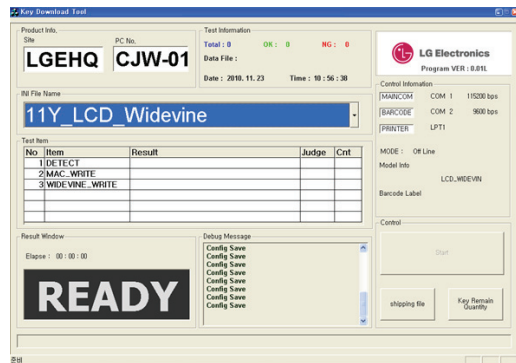 Key Download Tool
Product Info.
Site
PC No.
LGEHQ
CJW-01
Test Information
Total : 0
OK : 0
NG : 0
Data File :
Date : 2010. 11. 23
Time : 10 : 56 : 38
LG Electronics
Program VER : 0.01L
INI File Name
11Y_LCD_Widevine
Control Infomation
MAINCOM
COM 1
115200 bps
BARCODE
COM 2
9600 bps
PRINTER
LPT1
MODE : Off Line
Model Info
LCD_WIDEVIN
Barcode Label
Test Item
No
Item
Result
Judge
Cnt
1
DETECT
2
MAC_WRITE
3
WIDEVINE_WRITE
Result Window
Elapse : 00 : 00 : 00
READY
Debug Message
Config Save
Config Save
Config Save
Config Save
Config Save
Config Save
Config Save
Config Save
Control
Start
shipping file
Key Remain
Quantity
준비